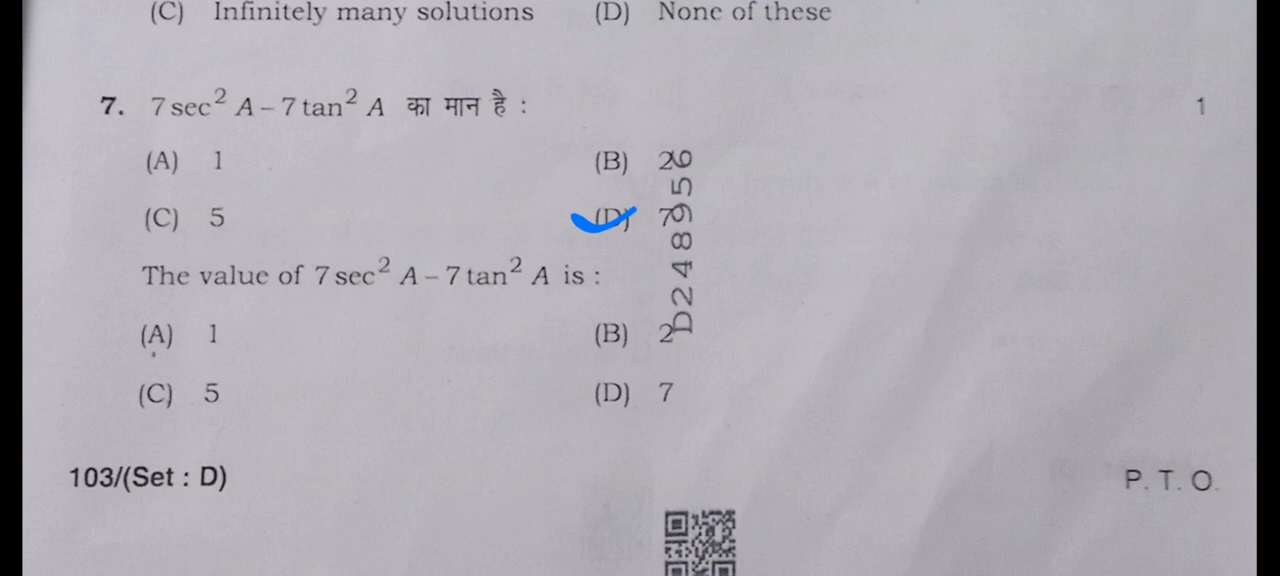 (C) Infinitely many solutions (D) None of these
7. 7 sec² A – 7 tan² A का मान है : 1
(A) 1 (B) 2
(C) 5 (D) 7
The value of 7 sec² A – 7 tan² A is :
(A) 1 (B) 2
(C) 5 (D) 7
D2248956
103/(Set : D) P. T. O.